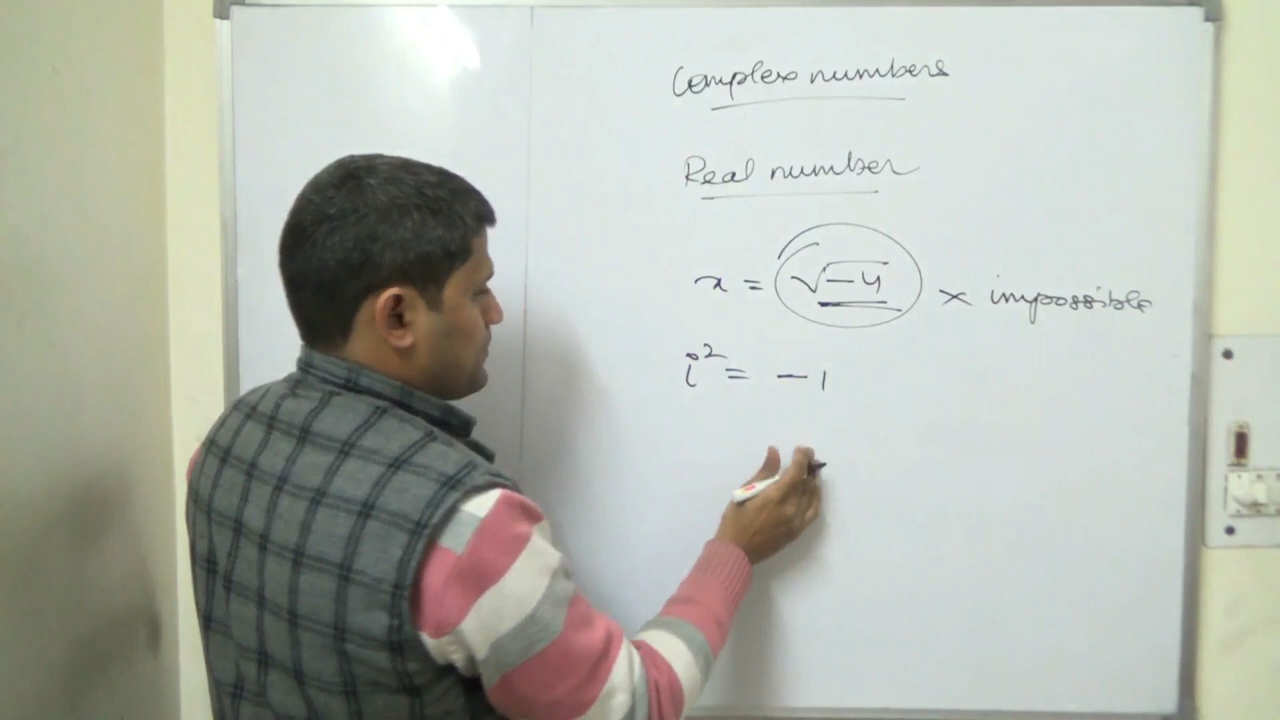 Complex numbers
Real number
x = √-4 × impossible
i² = -1